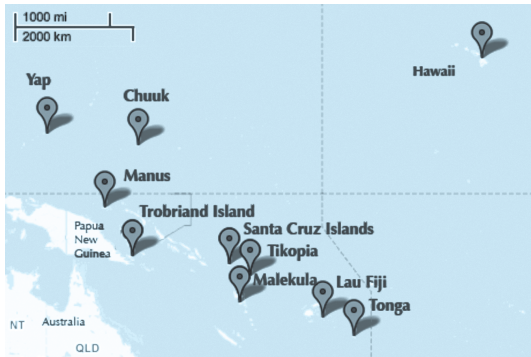 1000 mi
2000 km
Hawaii
Yap
Chuuk
Manus
Trobriand Island
Papua
New
Guinea
Santa Cruz Islands
Tikopia
Malekula
Lau Fiji
Tonga
NT
Australia
QLD